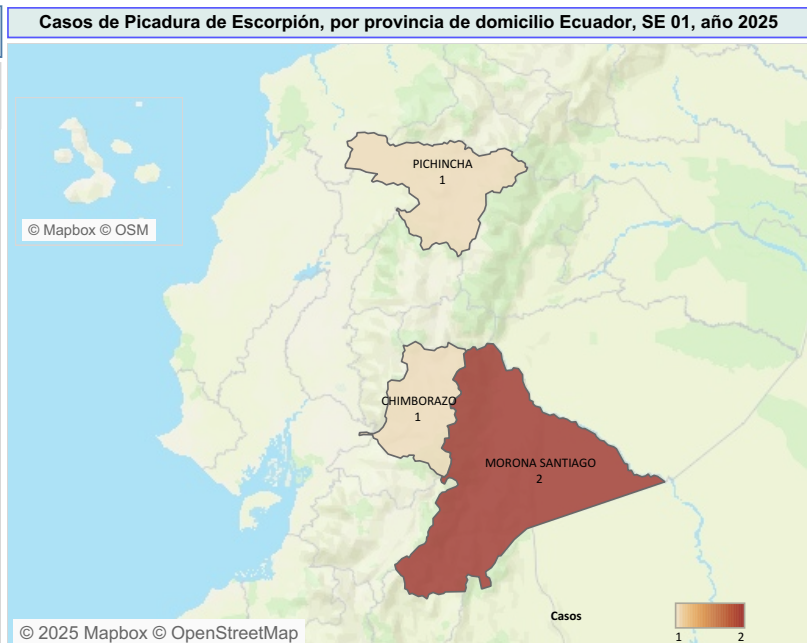 Casos de Picadura de Escorpión, por provincia de domicilio Ecuador, SE 01, año 2025
PICHINCHA
1
© Mapbox © OSM
CHIMBORAZO
1
MORONA SANTIAGO
2
Casos
1 2
© 2025 Mapbox © OpenStreetMap